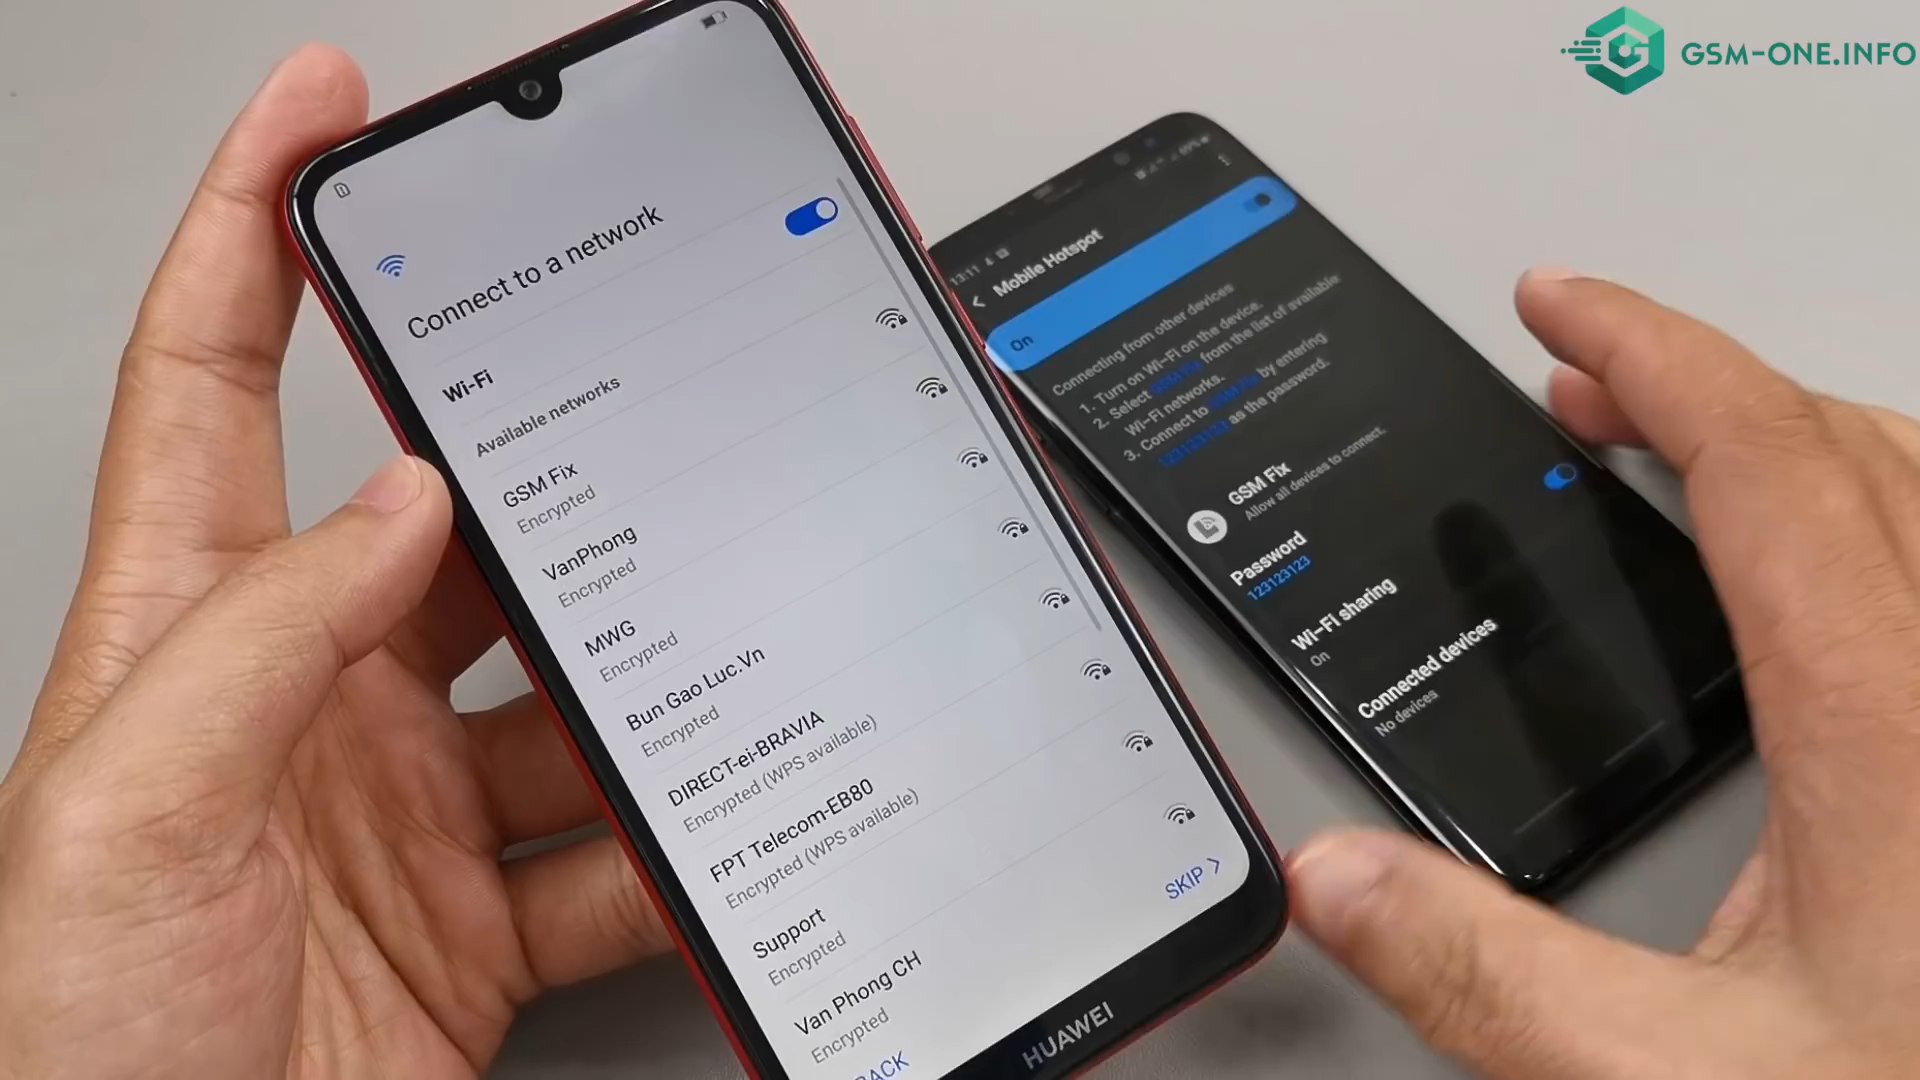 GSM-ONE.INFO
Connect to a network
Wi-Fi
Available networks
GSM Fix
Encrypted
VanPhong
Encrypted
MWG
Encrypted
Bun Gao Luc.Vn
Encrypted
DIRECT-ei-BRAVIA
Encrypted (WPS available)
FPT Telecom-EB80
Encrypted (WPS available)
Support
Encrypted
Van Phong CH
Encrypted
BACK
SKIP >
HUAWEI
13:11
< Mobile Hotspot
On
Connecting from other devices
1. Turn on Wi-Fi on the device.
2. Select GSM Fix from the list of available
Wi-Fi networks.
3. Connect to GSM Fix by entering
123123123 as the password.
GSM Fix
Allow all devices to connect.
Password
123123123
Wi-Fi sharing
On
Connected devices
No devices